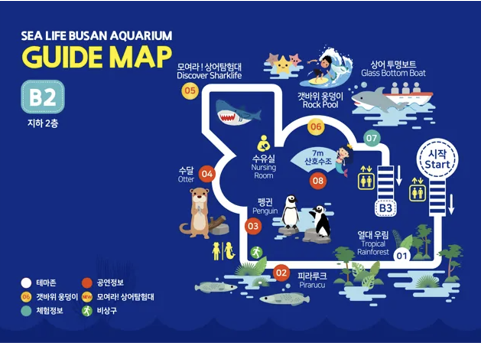 SEA LIFE BUSAN AQUARIUM
GUIDE MAP
B2
지하 2층
모여라! 상어탐험대
Discover Sharklife
05
갯바위 웅덩이
Rock Pool
06
상어 투명보트
Glass Bottom Boat
07
시작
Start
수유실
Nursing
Room
7m
산호수조
08
B3
수달
Otter
04
펭귄
Penguin
03
열대 우림
Tropical
Rainforest
01
02
피라루크
Pirarucu
테마존
공연정보
갯바위 웅덩이
모여라! 상어탐험대
체험정보
비상구